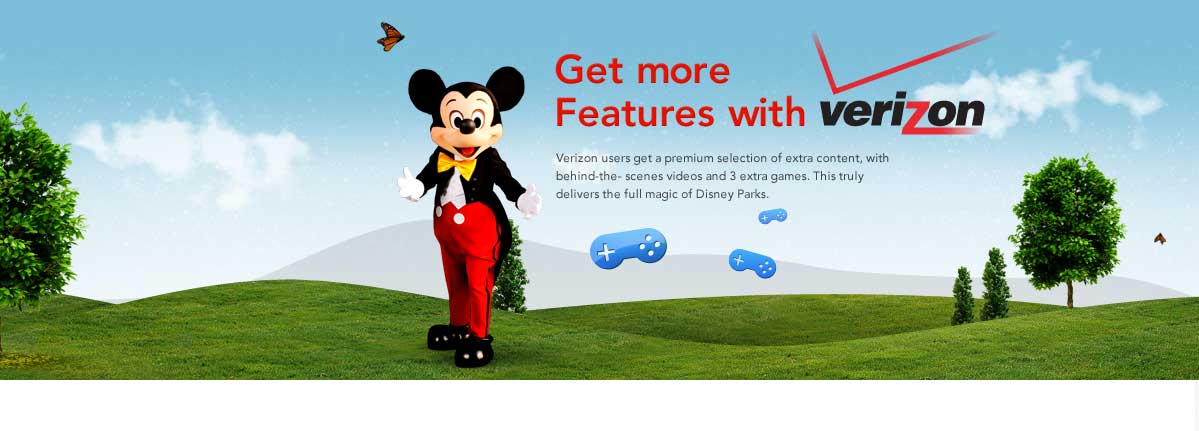 Get more
Features with verizon
Verizon users get a premium selection of extra content, with
behind-the- scenes videos and 3 extra games. This truly
delivers the full magic of Disney Parks.